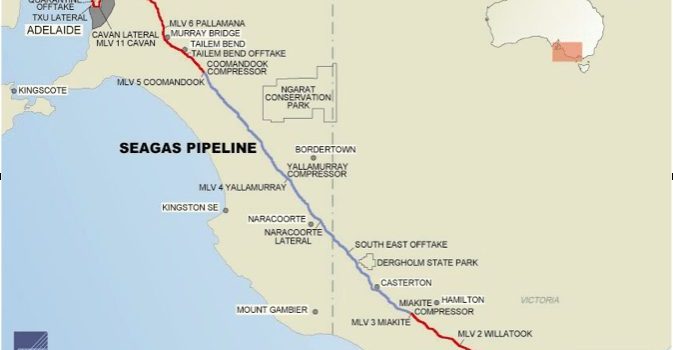 QUARANTINE
OFFTAKE
TXU LATERAL
ADELAIDE
CAVAN LATERAL
MLV 11 CAVAN
MLV 6 PALLAMANA
MURRAY BRIDGE
TAILEM BEND
TAILEM BEND OFFTAKE
COOMANDOOK
COMPRESSOR
MLV 5 COOMANDOOK
KINGSCOTE
NGARAT
CONSERVATION
PARK
SEAGAS PIPELINE
BORDERTOWN
YALLAMURRAY
COMPRESSOR
MLV 4 YALLAMURRAY
KINGSTON SE
NARACOORTE
NARACOORTE
LATERAL
SOUTH EAST OFFTAKE
DERGHOLM STATE PARK
CASTERTON
MIAKITE
COMPRESSOR
HAMILTON
VICTORIA
MOUNT GAMBIER
MLV 3 MIAKITE
MLV 2 WILLATOOK